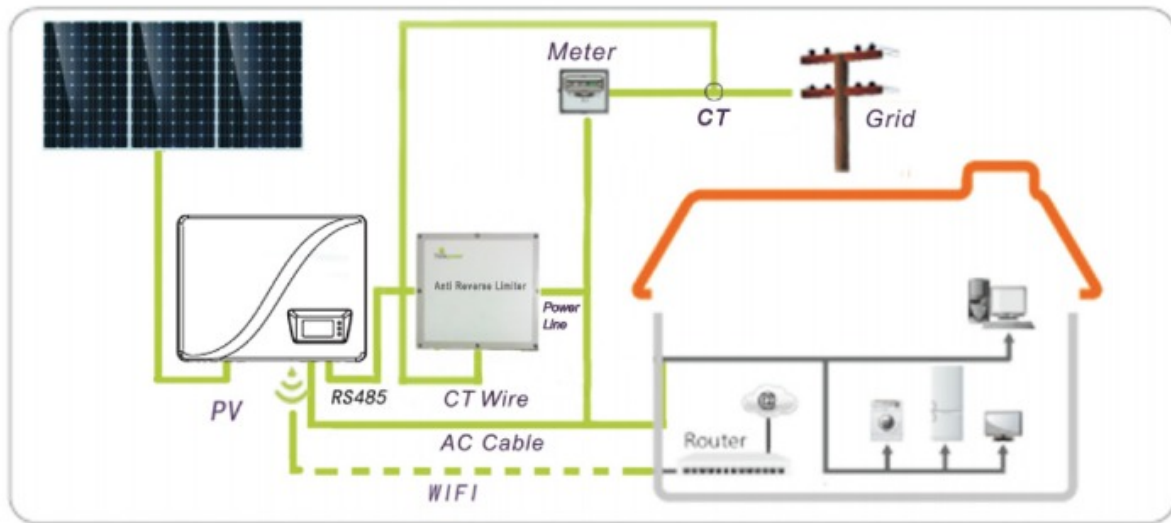 Meter
CT
Grid
Anti Reverse Limiter
Power
Line
PV
RS485
CT Wire
AC Cable
Router
WIFI